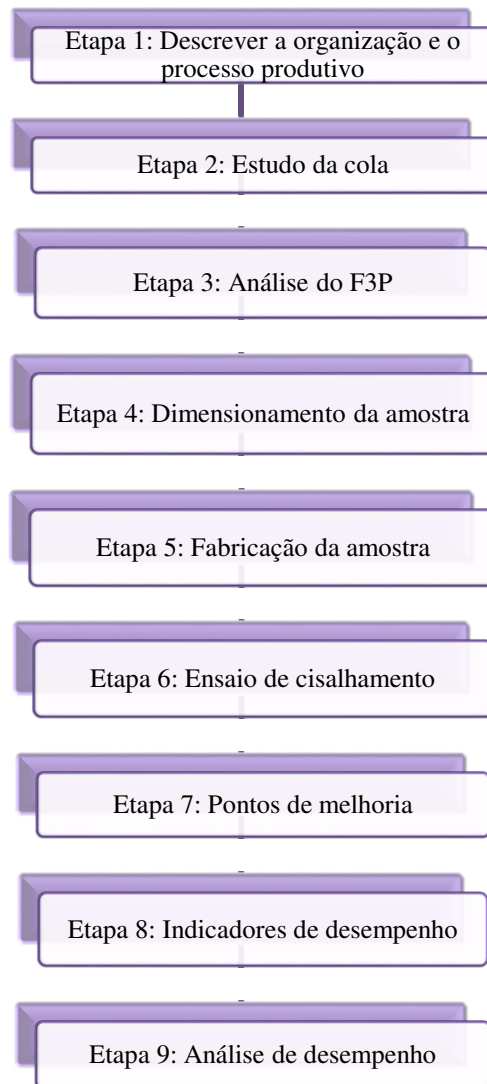 Etapa 1: Descrever a organização e o
processo produtivo
Etapa 2: Estudo da cola
Etapa 3: Análise do F3P
Etapa 4: Dimensionamento da amostra
Etapa 5: Fabricação da amostra
Etapa 6: Ensaio de cisalhamento
Etapa 7: Pontos de melhoria
Etapa 8: Indicadores de desempenho
Etapa 9: Análise de desempenho